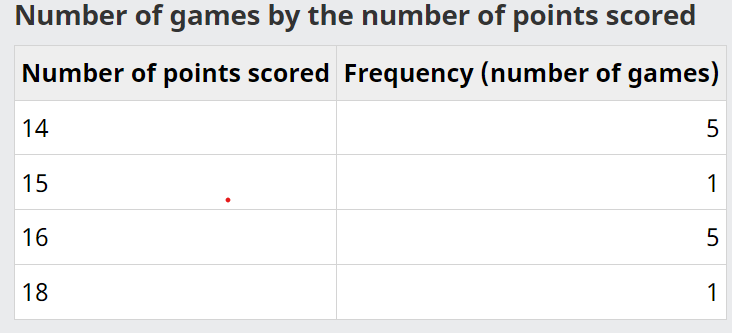 Number of games by the number of points scored
Number of points scored Frequency (number of games)
14 5
15 1
16 5
18 1